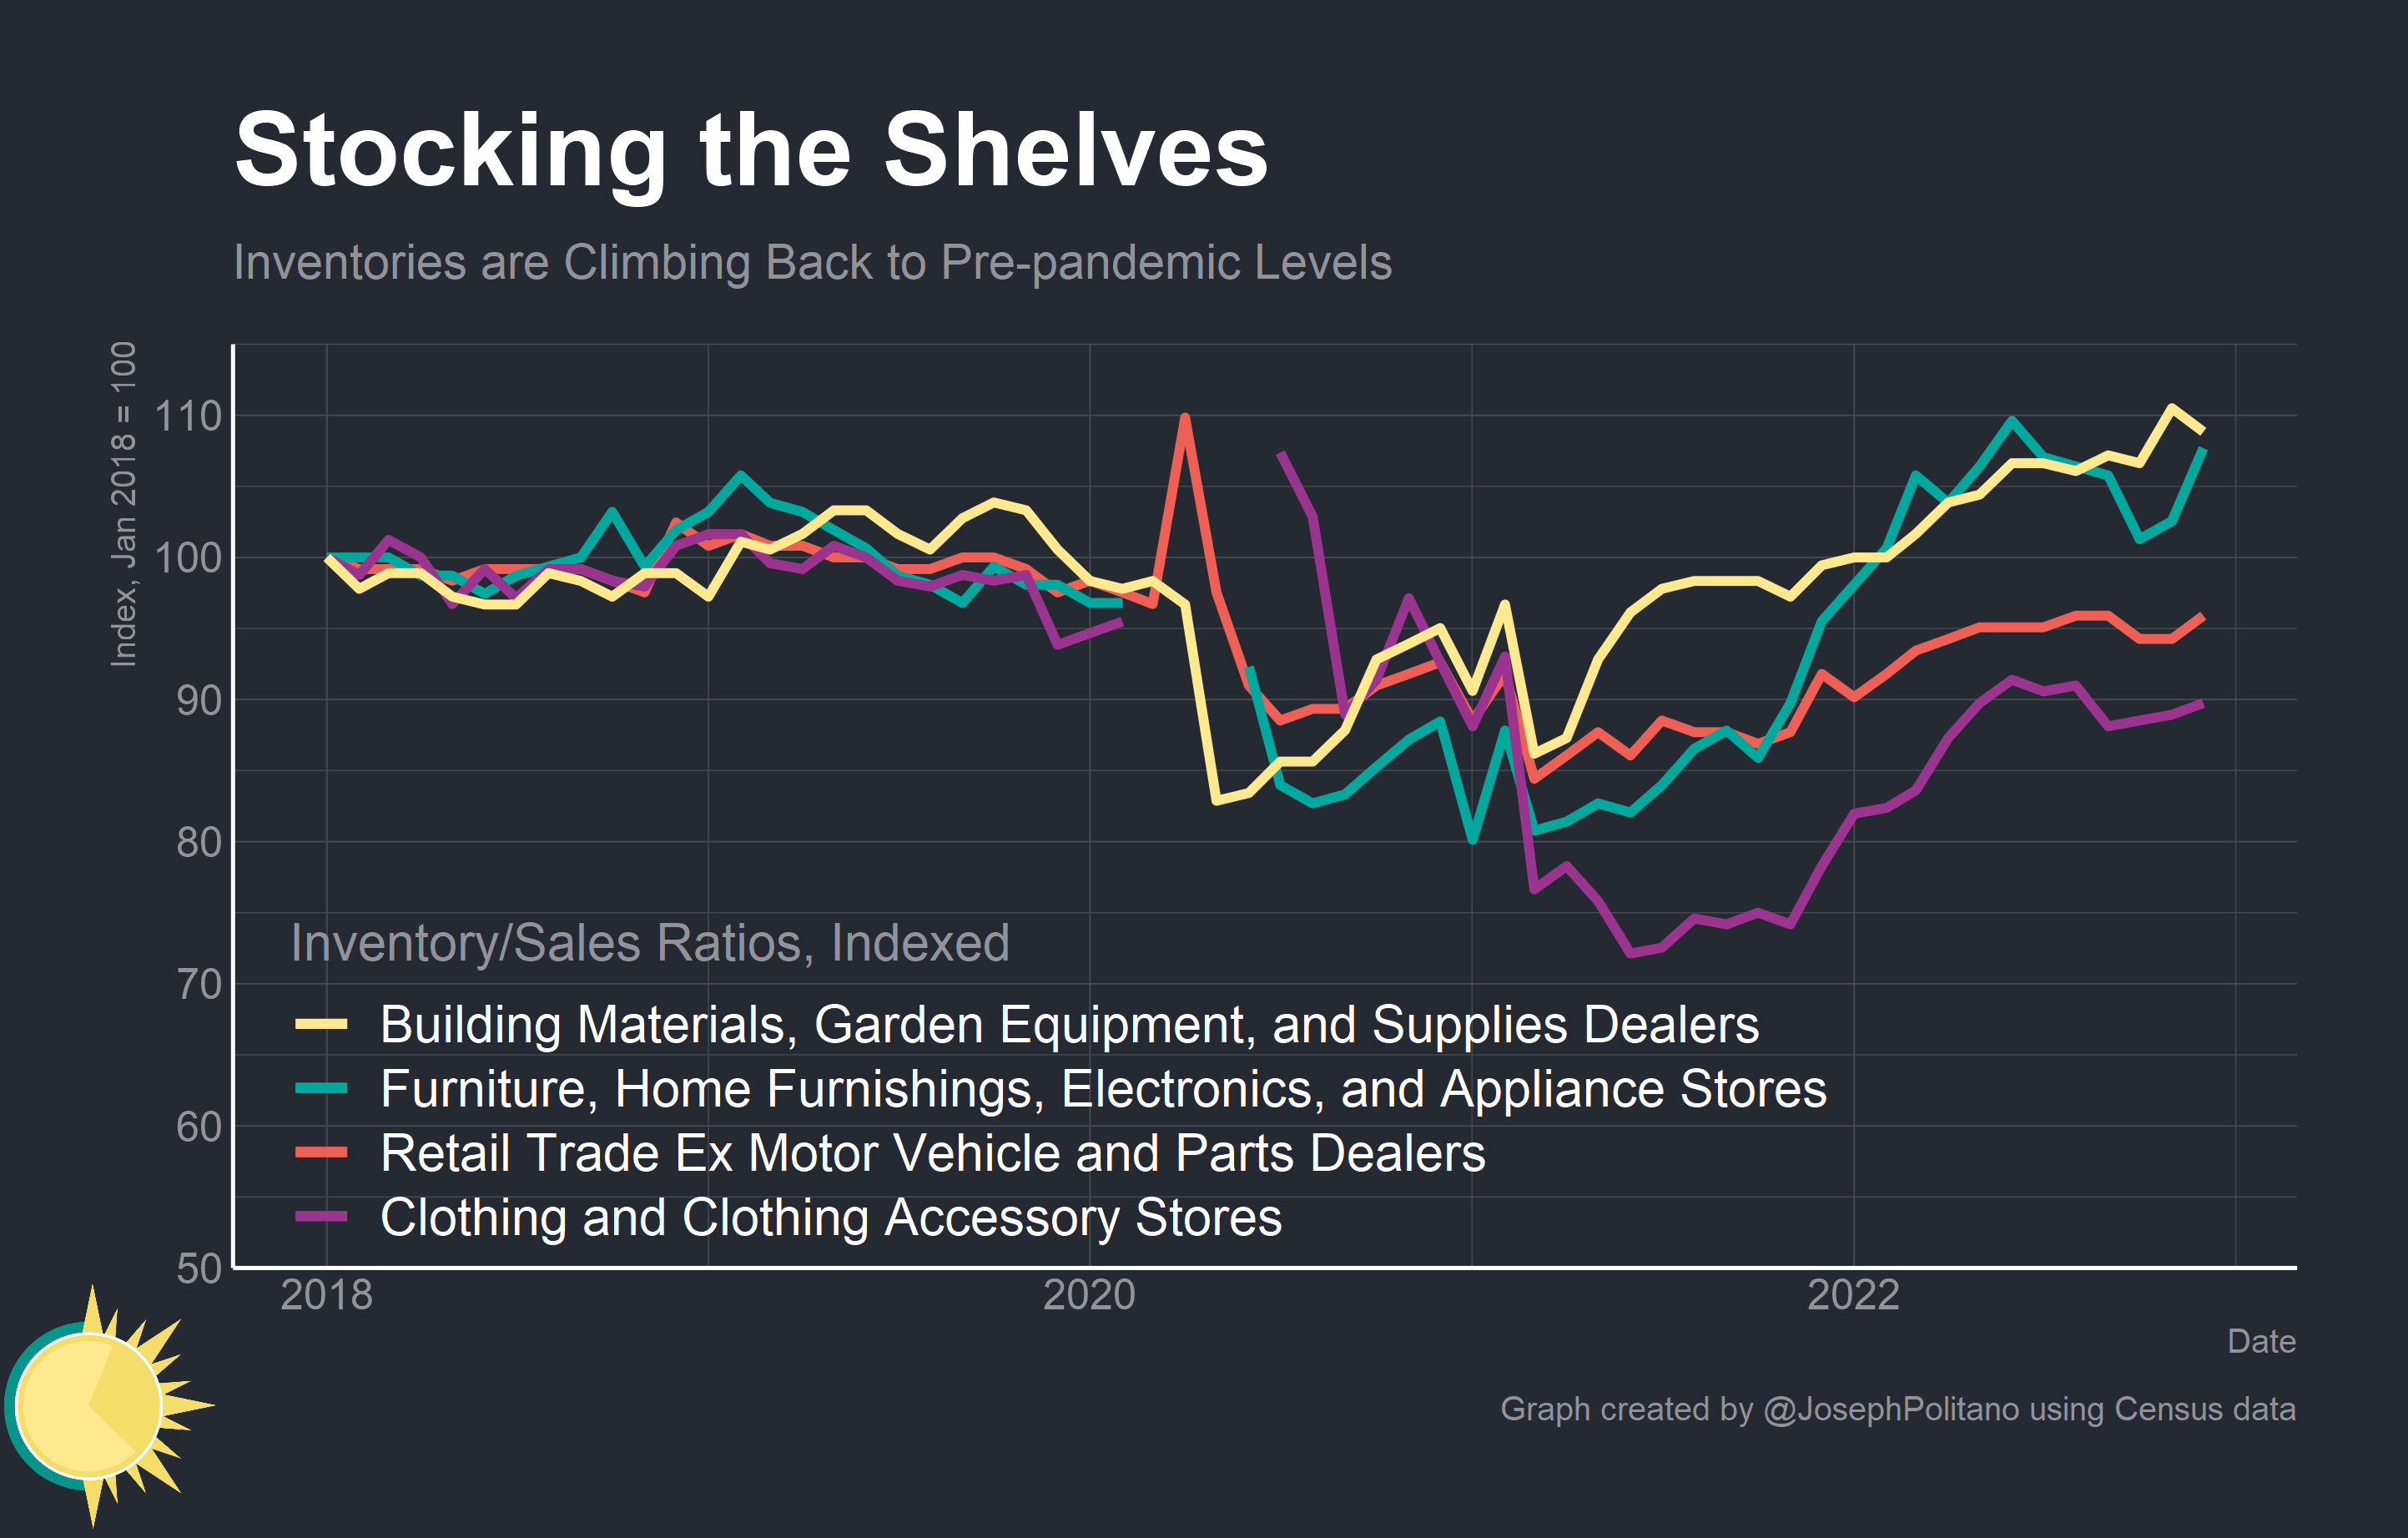 Stocking the Shelves
Inventories are Climbing Back to Pre-pandemic Levels
Index, Jan 2018 = 100
110
100
90
80
70
60
50
Inventory/Sales Ratios, Indexed
Building Materials, Garden Equipment, and Supplies Dealers
Furniture, Home Furnishings, Electronics, and Appliance Stores
Retail Trade Ex Motor Vehicle and Parts Dealers
Clothing and Clothing Accessory Stores
2018 2020 2022
Date
Graph created by @JosephPolitano using Census data